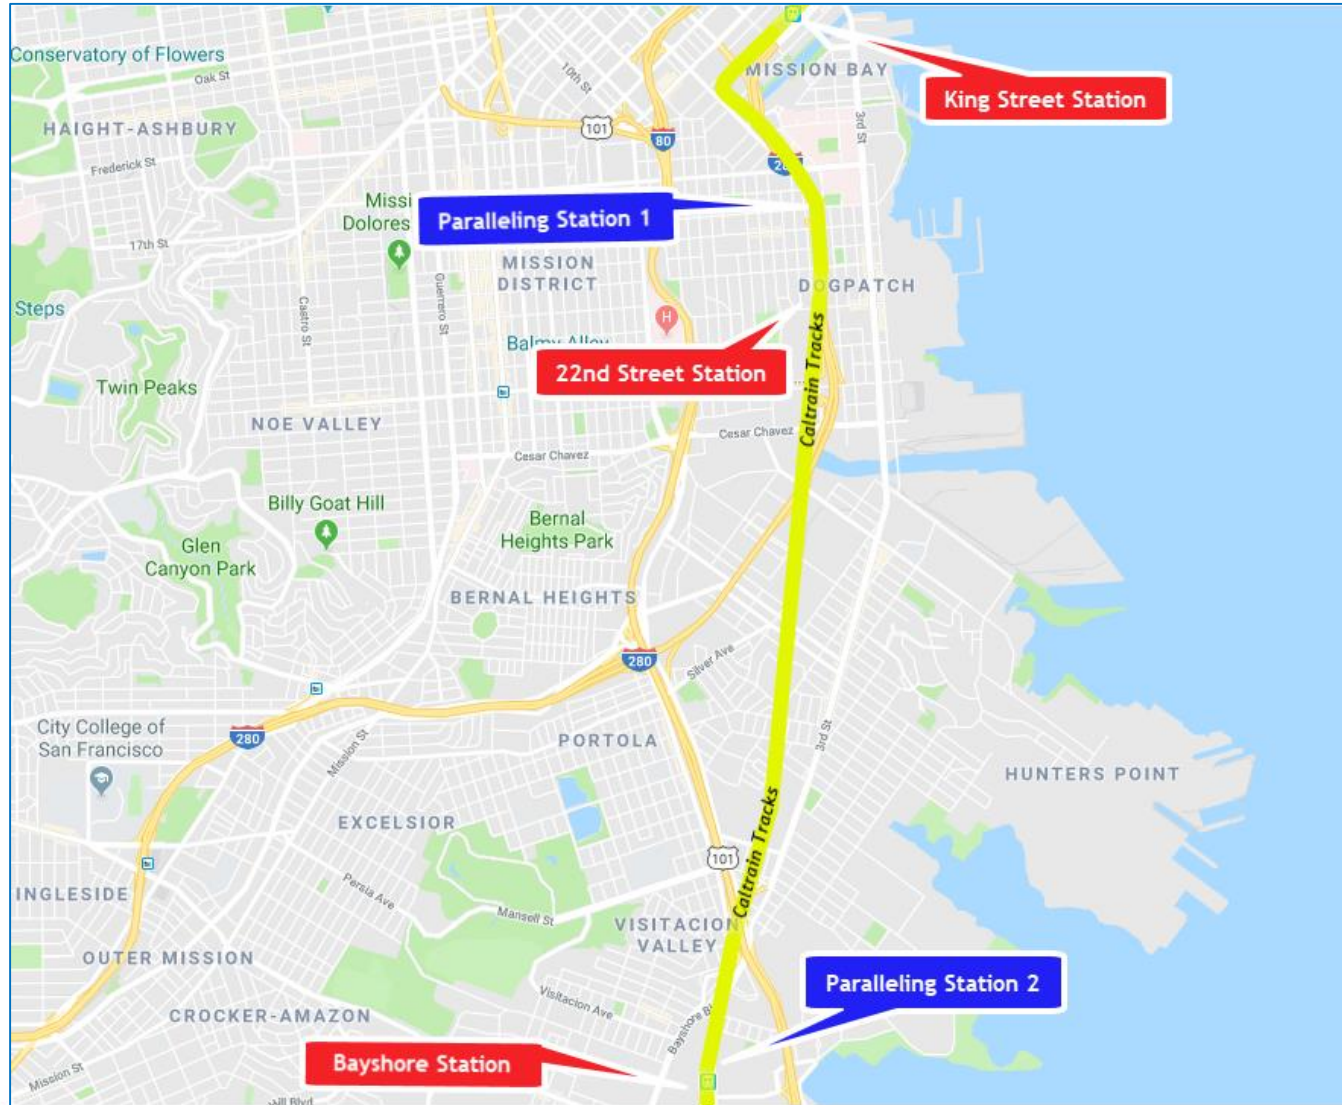 Conservatory of Flowers
Oak St
10th St
MISSION BAY
King Street Station
HAIGHT-ASHBURY
101
80
3rd St
Frederick St
Missi
Dolores
Paralleling Station 1
17th St
MISSION
DISTRICT
DOGPATCH
Steps
Castro St
Guerrero St
H
Balmy Alley
22nd Street Station
Caltrain Tracks
Twin Peaks
NOE VALLEY
Cesar Chavez
Cesar Chavez
Billy Goat Hill
Bernal
Heights Park
Glen
Canyon Park
BERNAL HEIGHTS
280
Silver Ave
City College of
San Francisco
280
Mission St
PORTOLA
3rd St
HUNTERS POINT
EXCELSIOR
Caltrain Tracks
101
INGLESIDE
Persia Ave
Mansell St
VISITACION
VALLEY
OUTER MISSION
Paralleling Station 2
Visitacion Ave
CROCKER-AMAZON
Bayshore Bl
Bayshore Station
Mission St